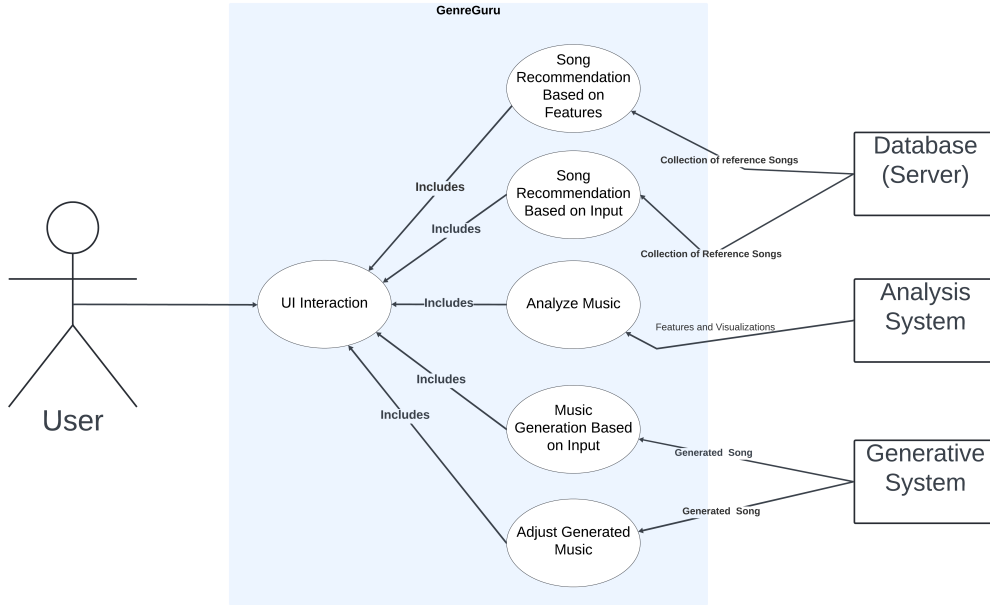 GenreGuru
Song
Recommendation
Based on
Features
Collection of reference Songs
Database
(Server)
Song
Recommendation
Based on Input
Includes
Includes
Collection of Reference Songs
UI Interaction
Includes
Analyze Music
Features and Visualizations
Analysis
System
User
Includes
Includes
Music
Generation Based
on Input
Generated  Song
Generative
System
Generated  Song
Adjust Generated
Music